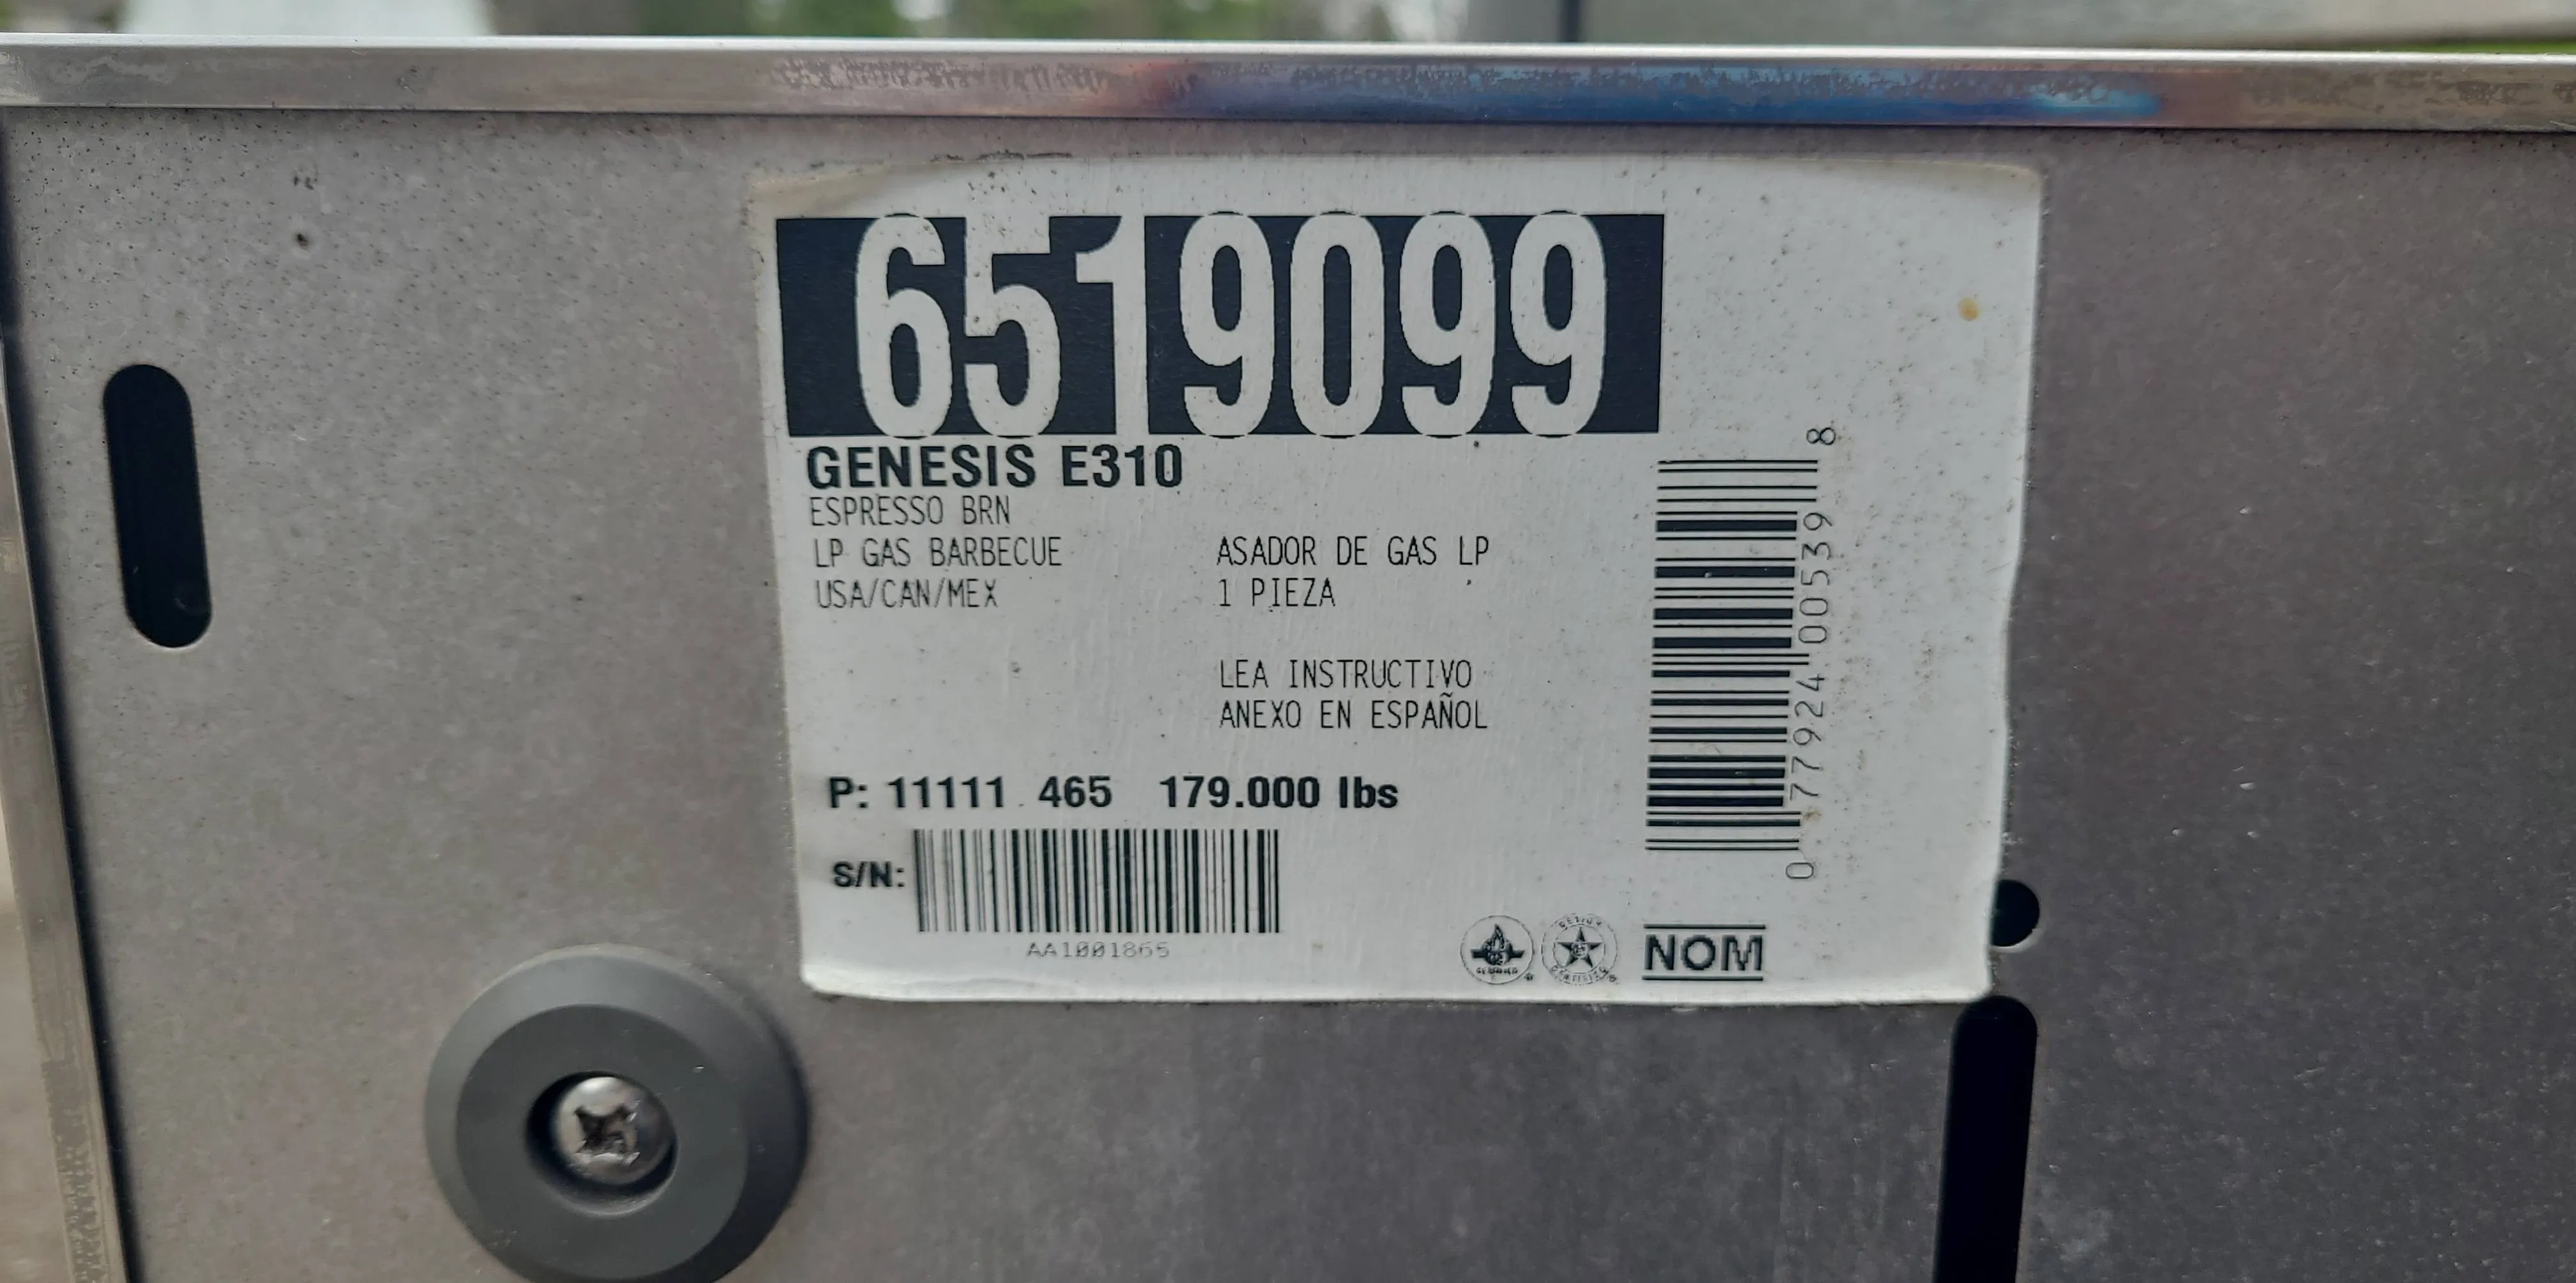 6519099
GENESIS E310
ESPRESSO BRN
LP GAS BARBECUE
ASADOR DE GAS LP
USA/CAN/MEX
1 PIEZA
LEA INSTRUCTIVO
ANEXO EN ESPAÑOL
P: 11111 465 179.000 lbs
S/N:
AA1001865
NOM
0 77924 00539 8